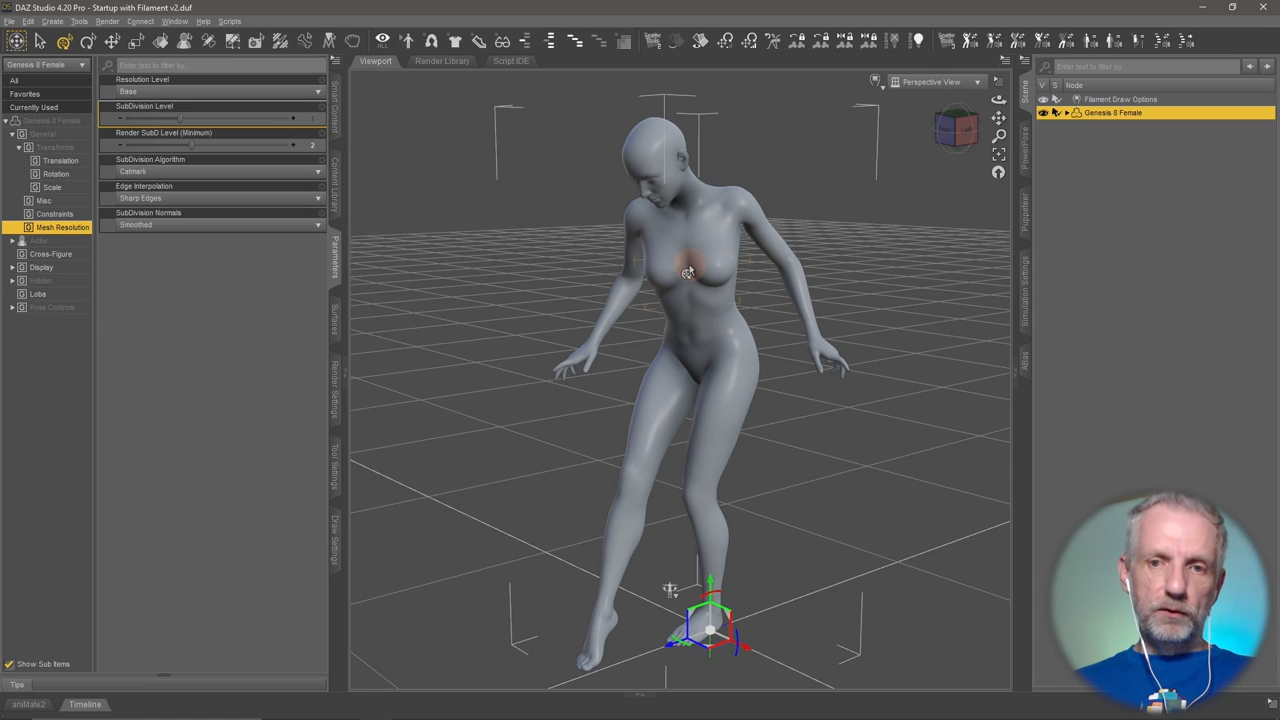 DAZ Studio 4.20 Pro - Startup with Filament v2.duf
File Edit Create Tools Render Connect Window Help Scripts
Genesis 8 Female
All
Favorites
Currently Used
Genesis 8 Female
General
Transforms
Translation
Rotation
Scale
Misc
Constraints
Mesh Resolution
Actor
Cross-Figure
Display
Hidden
Loba
Pose Controls
Show Sub Items
Tips
aniMate2 Timeline
Enter text to filter by...
Resolution Level
Base
SubDivision Level
1
Render SubD Level (Minimum)
2
SubDivision Algorithm
Catmark
Edge Interpolation
Sharp Edges
SubDivision Normals
Smoothed
Smart Content
Content Library
Parameters
Surfaces
Render Settings
Tool Settings
Draw Settings
Viewport Render Library Script IDE
Perspective View
Scene
PowerPose
Puppeteer
Simulation Settings
Enter text to filter by...
V S Node
Filament Draw Options
Genesis 8 Female